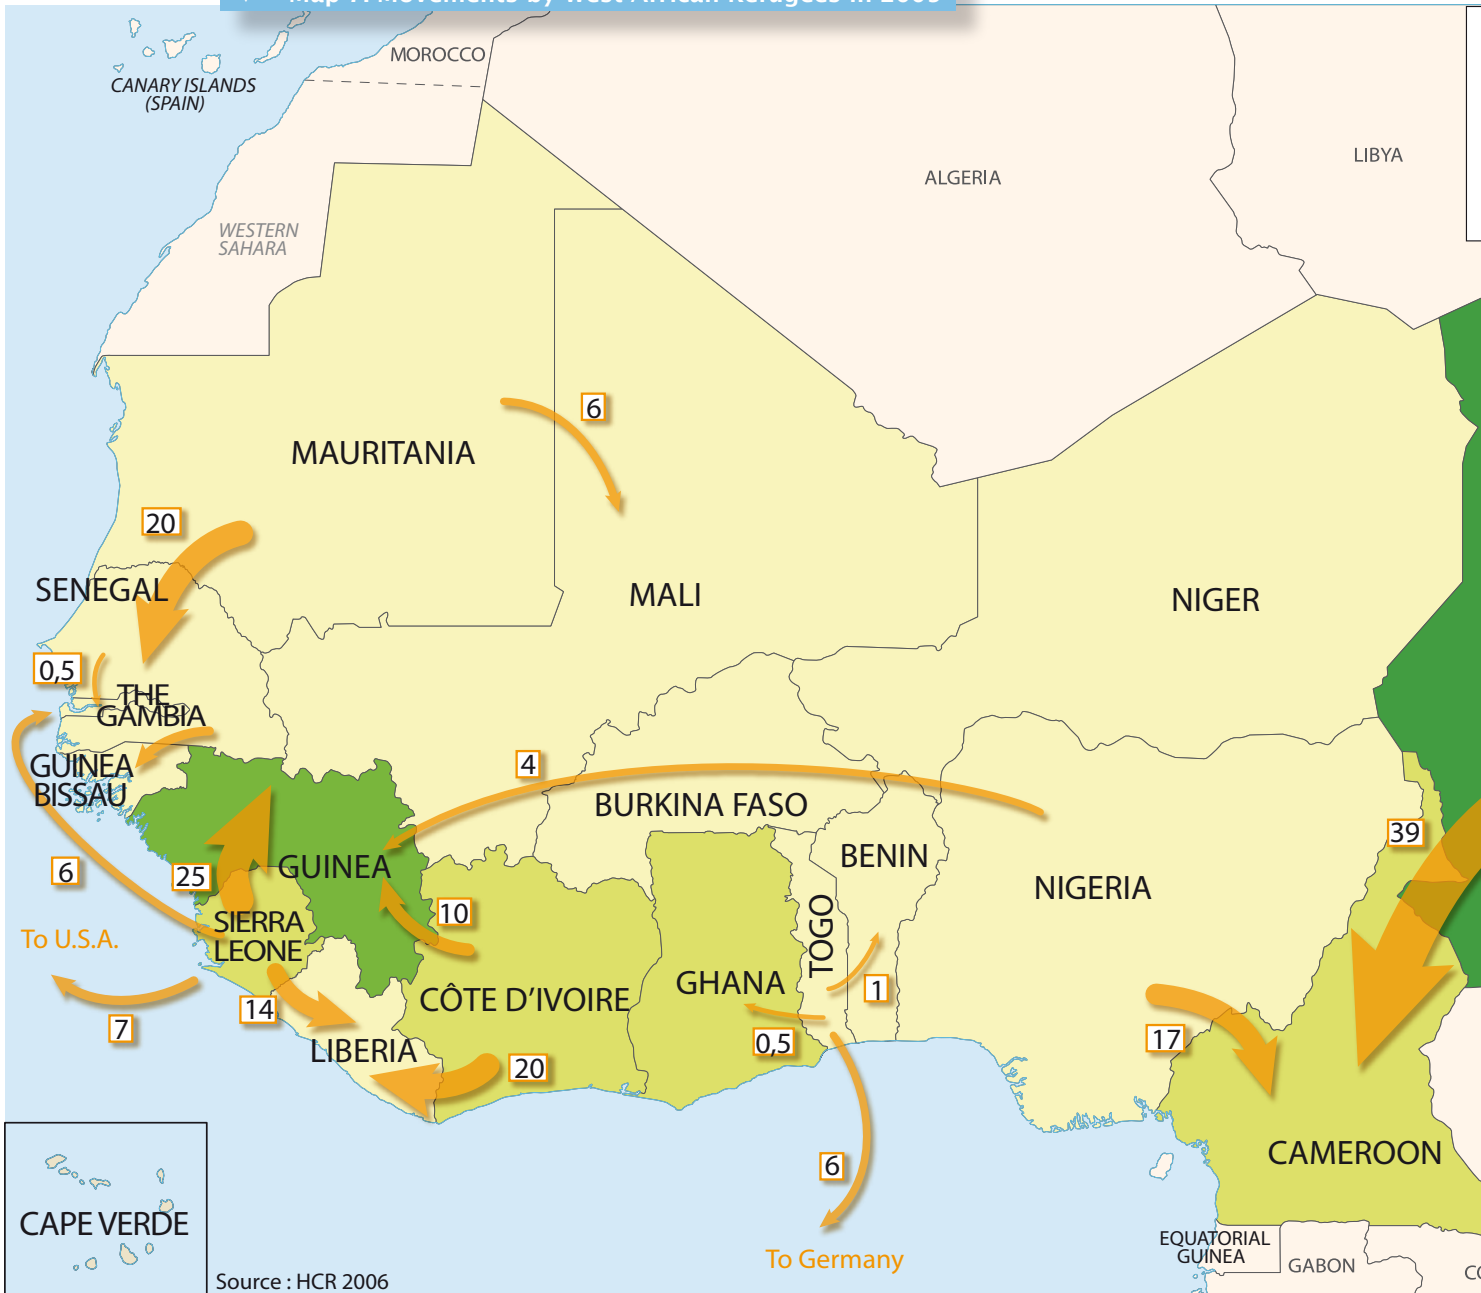 MOROCCO
CANARY ISLANDS
(SPAIN)
LIBYA
ALGERIA
WESTERN
SAHARA
6
MAURITANIA
20
SENEGAL
MALI
NIGER
0,5
THE
GAMBIA
GUINEA
BISSAU
4
BURKINA FASO
39
BENIN
6
25
GUINEA
NIGERIA
10
SIERRA
LEONE
To U.S.A.
TOGO
GHANA
1
CÔTE D'IVOIRE
14
7
0,5
17
LIBERIA
20
CAMEROON
6
CAPE VERDE
EQUATORIAL
GUINEA
To Germany
GABON
Source : HCR 2006